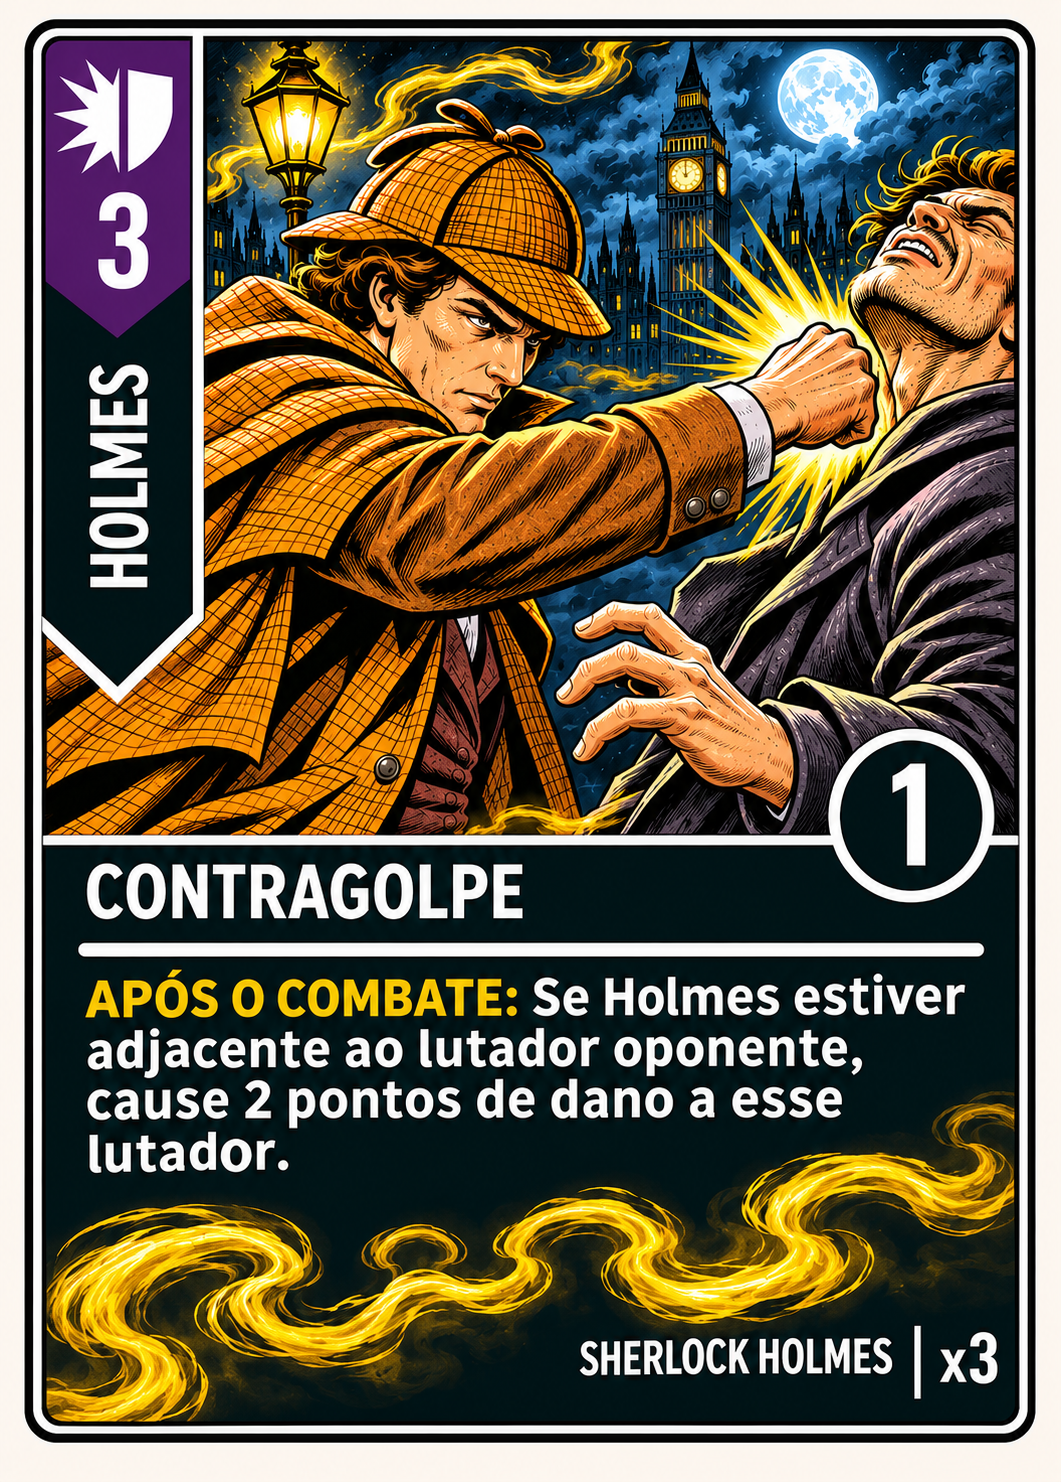 3
HOLMES
1
CONTRAGOLPE
APÓS O COMBATE: Se Holmes estiver
adjacente ao lutador oponente,
cause 2 pontos de dano a esse
lutador.
SHERLOCK HOLMES | x3